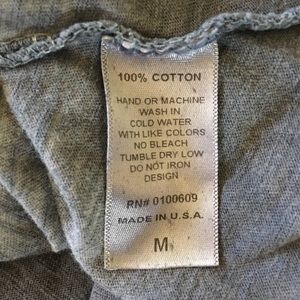 100% COTTON
HAND OR MACHINE
WASH IN
COLD WATER
WITH LIKE COLORS
NO BLEACH
TUMBLE DRY LOW
DO NOT IRON
DESIGN
RN# 0100609
MADE IN U.S.A.
M